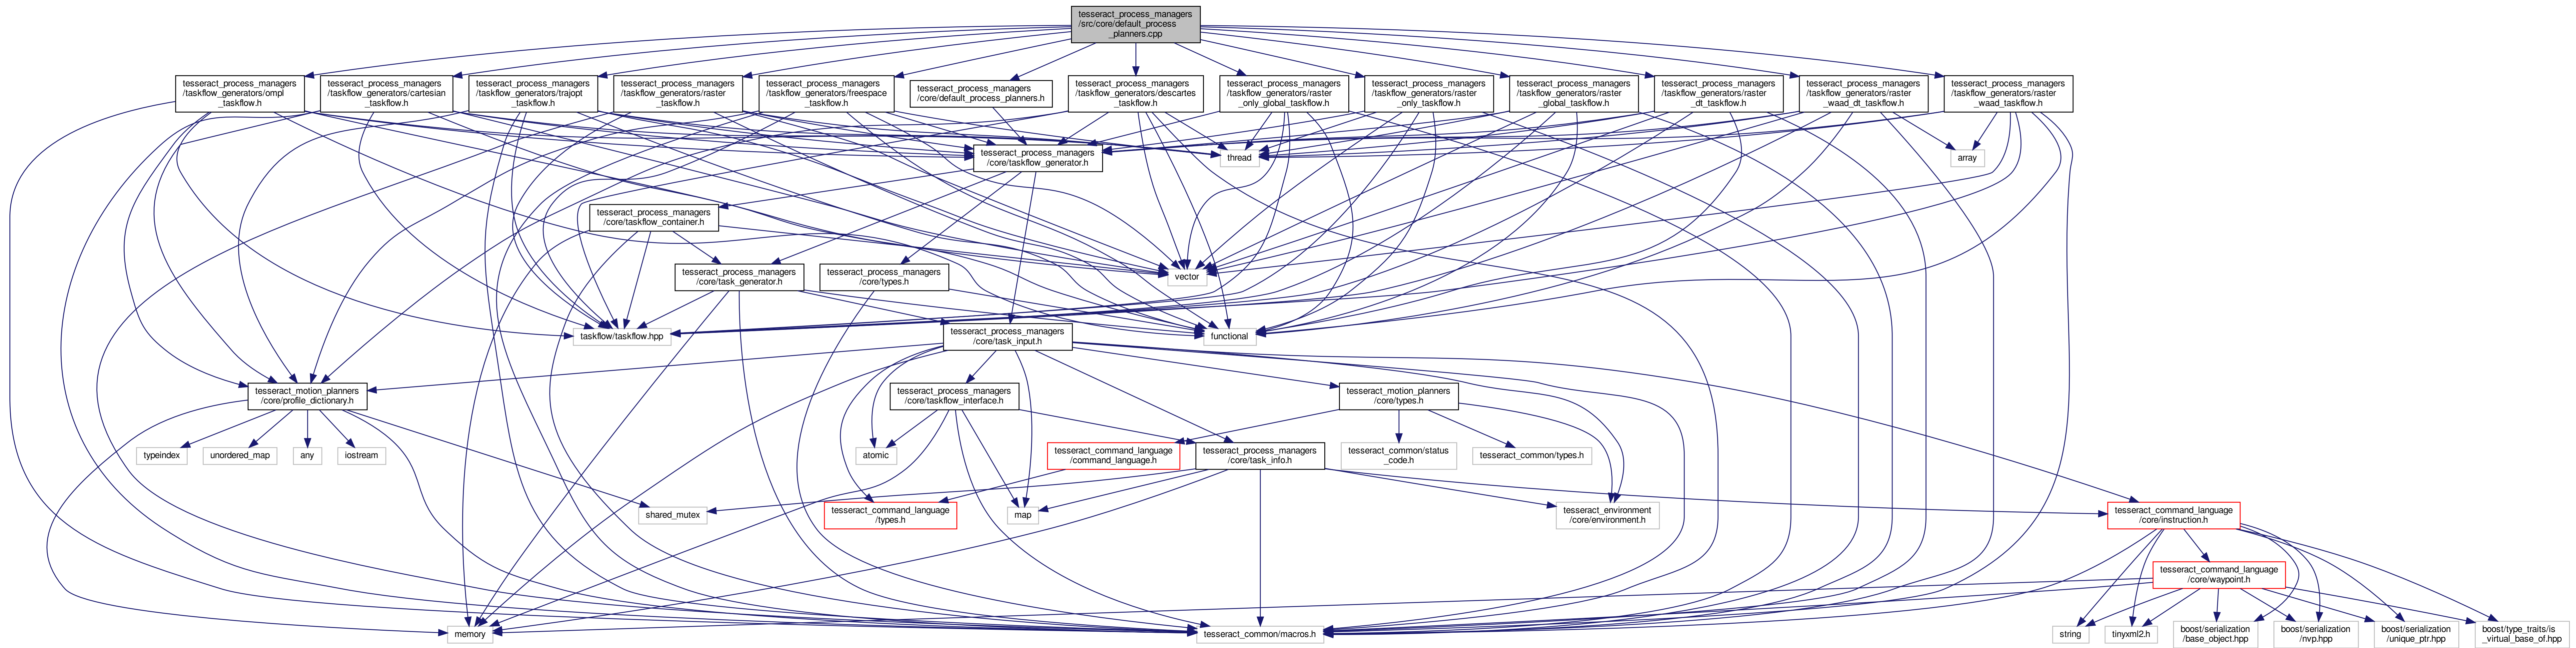 tesseract_process_managers
/src/core/default_process
_planners.cpp
tesseract_process_managers
/taskflow_generators/ompl
_taskflow.h
tesseract_process_managers
/taskflow_generators/cartesian
_taskflow.h
tesseract_process_managers
/taskflow_generators/trajopt
_taskflow.h
tesseract_process_managers
/taskflow_generators/raster
_taskflow.h
tesseract_process_managers
/taskflow_generators/freespace
_taskflow.h
tesseract_process_managers
/core/default_process_planners.h
tesseract_process_managers
/taskflow_generators/descartes
_taskflow.h
tesseract_process_managers
/taskflow_generators/raster
_only_global_taskflow.h
tesseract_process_managers
/taskflow_generators/raster
_only_taskflow.h
tesseract_process_managers
/taskflow_generators/raster
_global_taskflow.h
tesseract_process_managers
/taskflow_generators/raster
_dt_taskflow.h
tesseract_process_managers
/taskflow_generators/raster
_waad_dt_taskflow.h
tesseract_process_managers
/taskflow_generators/raster
_waad_taskflow.h
tesseract_process_managers
/core/taskflow_generator.h
thread
array
tesseract_process_managers
/core/taskflow_container.h
tesseract_process_managers
/core/task_generator.h
tesseract_process_managers
/core/types.h
vector
taskflow/taskflow.hpp
tesseract_process_managers
/core/task_input.h
functional
tesseract_motion_planners
/core/profile_dictionary.h
tesseract_process_managers
/core/taskflow_interface.h
tesseract_motion_planners
/core/types.h
typeindex
unordered_map
any
iostream
atomic
tesseract_command_language
/command_language.h
tesseract_process_managers
/core/task_info.h
tesseract_common/status
_code.h
tesseract_common/types.h
shared_mutex
tesseract_command_language
/types.h
map
tesseract_environment
/core/environment.h
tesseract_command_language
/core/instruction.h
tesseract_command_language
/core/waypoint.h
memory
tesseract_common/macros.h
string
tinyxml2.h
boost/serialization
/base_object.hpp
boost/serialization
/nvp.hpp
boost/serialization
/unique_ptr.hpp
boost/type_traits/is
_virtual_base_of.hpp